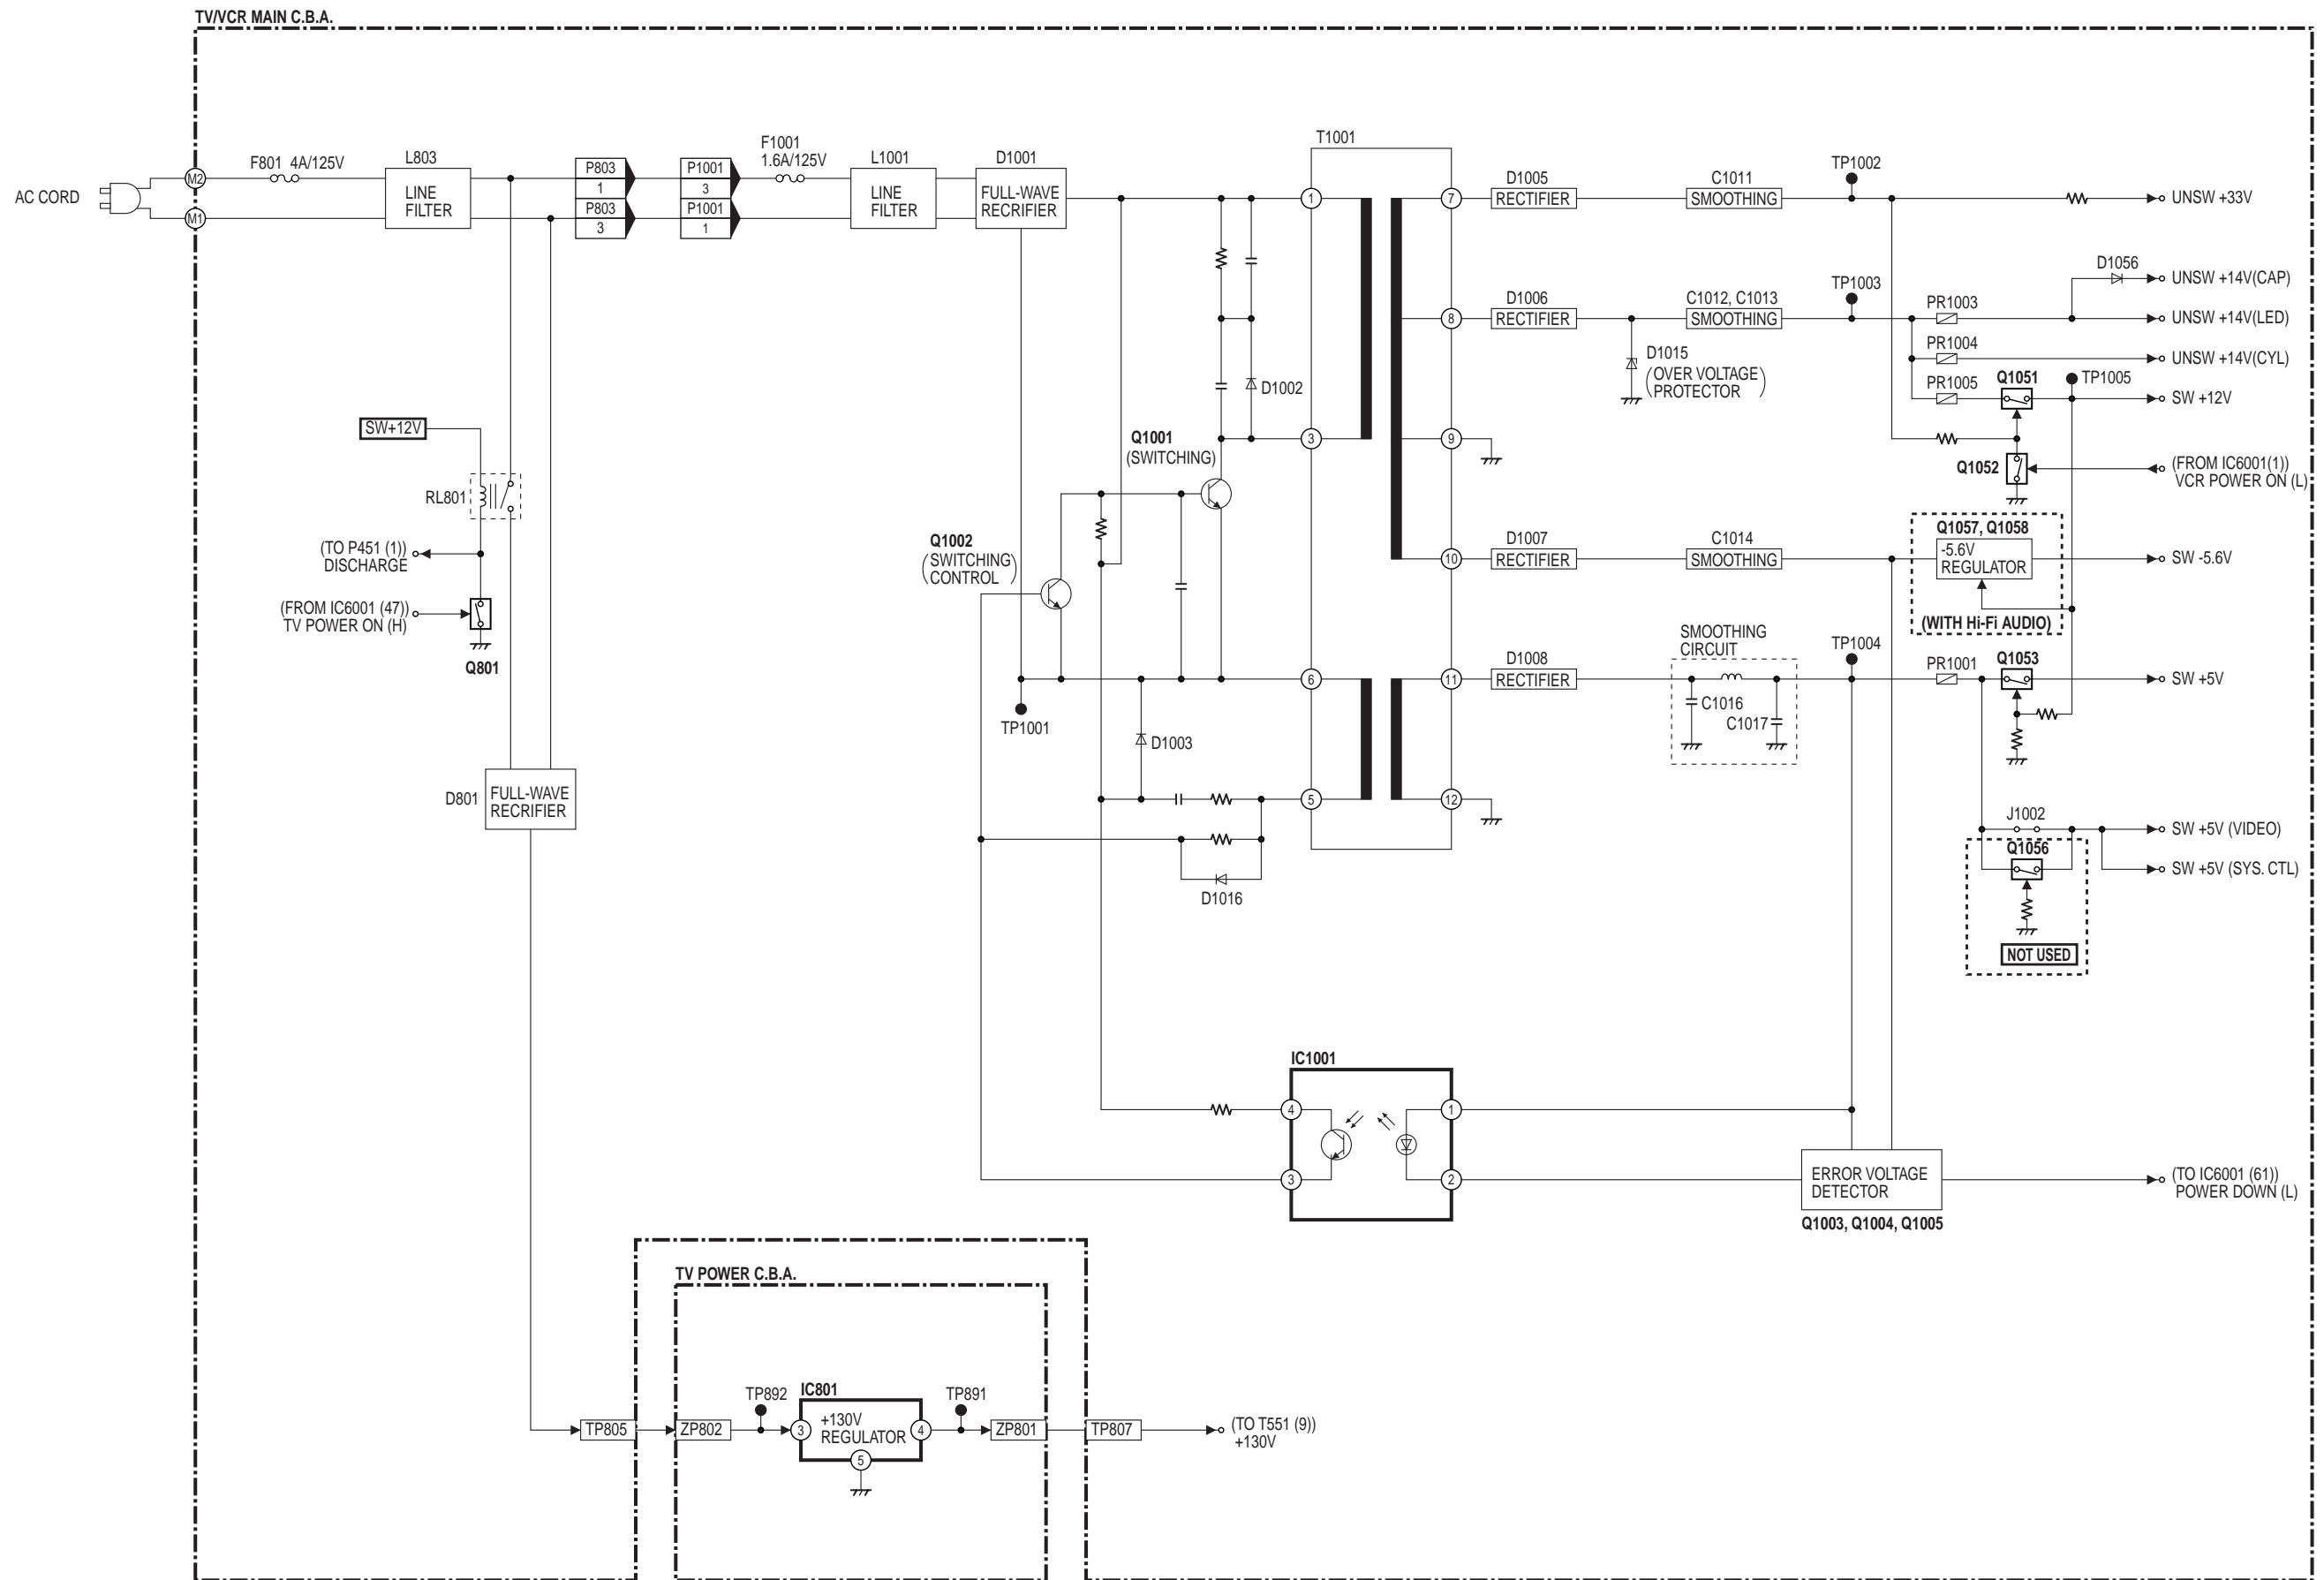 TV/VCR MAIN C.B.A.
AC CORD
M2
M1
F801 4A/125V
L803
LINE
FILTER
P803
1
P803
3
P1001
3
P1001
1
F1001
1.6A/125V
L1001
LINE
FILTER
D1001
FULL-WAVE
RECRIFIER
T1001
1
3
6
5
7
8
9
10
11
12
D1005
RECTIFIER
C1011
SMOOTHING
TP1002
UNSW +33V
D1056
UNSW +14V(CAP)
D1006
RECTIFIER
C1012, C1013
SMOOTHING
TP1003
PR1003
UNSW +14V(LED)
D1015
(OVER VOLTAGE
PROTECTOR)
PR1004
UNSW +14V(CYL)
PR1005
Q1051
TP1005
SW +12V
D1002
Q1001
(SWITCHING)
Q1052
(FROM IC6001(1))
VCR POWER ON (L)
SW+12V
RL801
(TO P451 (1))
DISCHARGE
(FROM IC6001 (47))
TV POWER ON (H)
Q801
Q1002
(SWITCHING
CONTROL)
D1007
RECTIFIER
C1014
SMOOTHING
Q1057, Q1058
-5.6V
REGULATOR
(WITH Hi-Fi AUDIO)
SW -5.6V
D1008
RECTIFIER
SMOOTHING
CIRCUIT
C1016
C1017
TP1004
PR1001
Q1053
SW +5V
TP1001
D1003
D1016
D801
FULL-WAVE
RECRIFIER
J1002
SW +5V (VIDEO)
Q1056
SW +5V (SYS. CTL)
NOT USED
IC1001
4
3
1
2
ERROR VOLTAGE
DETECTOR
Q1003, Q1004, Q1005
(TO IC6001 (61))
POWER DOWN (L)
TV POWER C.B.A.
TP805
ZP802
TP892
IC801
3
+130V
REGULATOR
4
5
TP891
ZP801
TP807
(TO T551 (9))
+130V